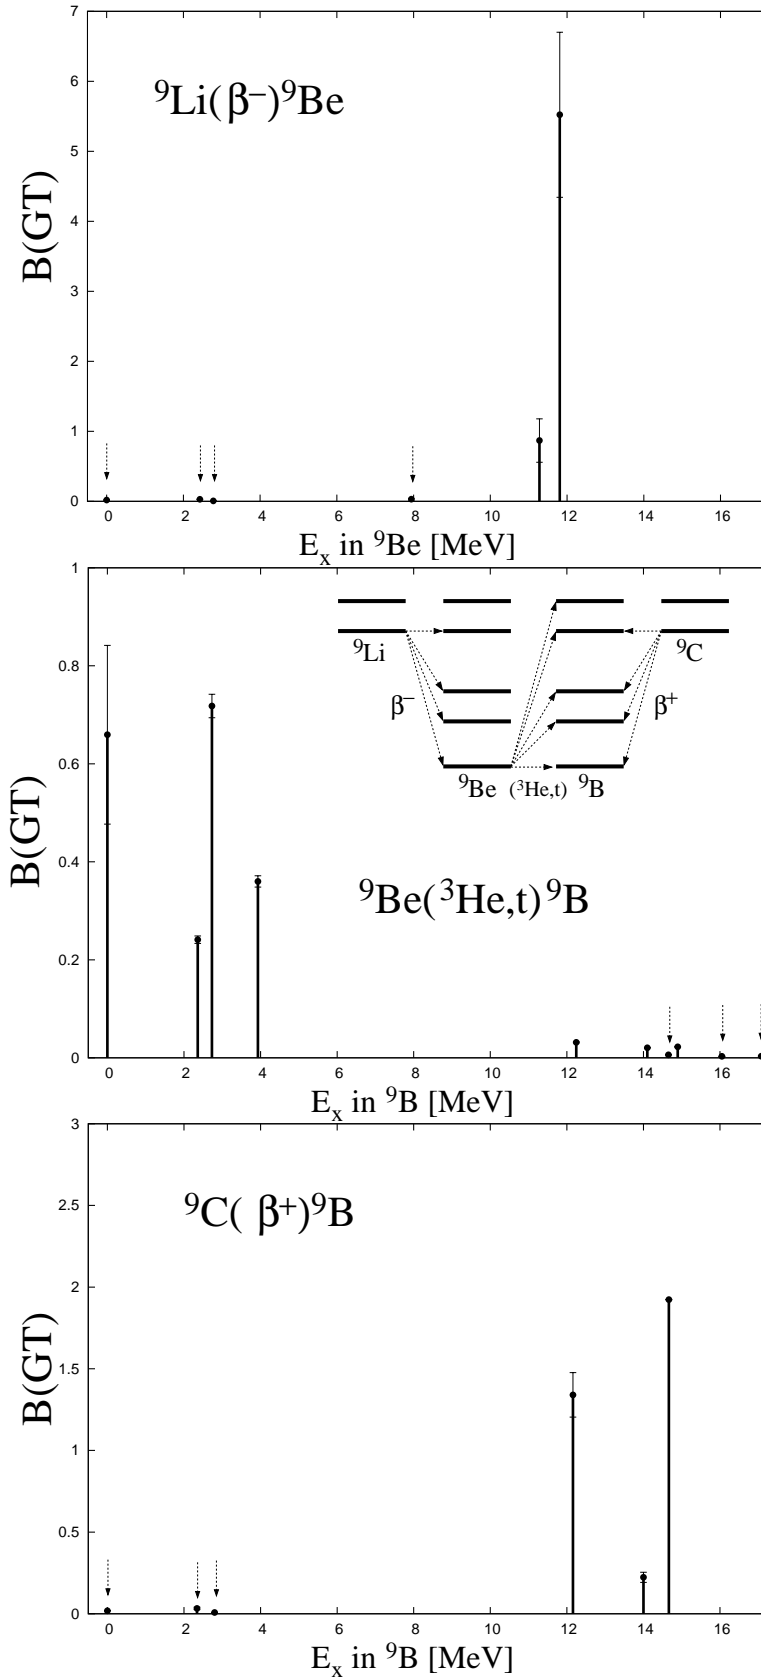 7
6
5
4
3
2
1
0
B(GT)
⁹Li(β⁻)⁹Be
0 2 4 6 8 10 12 14 16
Eₓ in ⁹Be [MeV]
1
0.8
0.6
0.4
0.2
0
B(GT)
⁹Li ⁹C
β⁻ β⁺
⁹Be (³He,t) ⁹B
⁹Be(³He,t)⁹B
0 2 4 6 8 10 12 14 16
Eₓ in ⁹B [MeV]
3
2.5
2
1.5
1
0.5
0
B(GT)
⁹C( β⁺)⁹B
0 2 4 6 8 10 12 14 16
Eₓ in ⁹B [MeV]